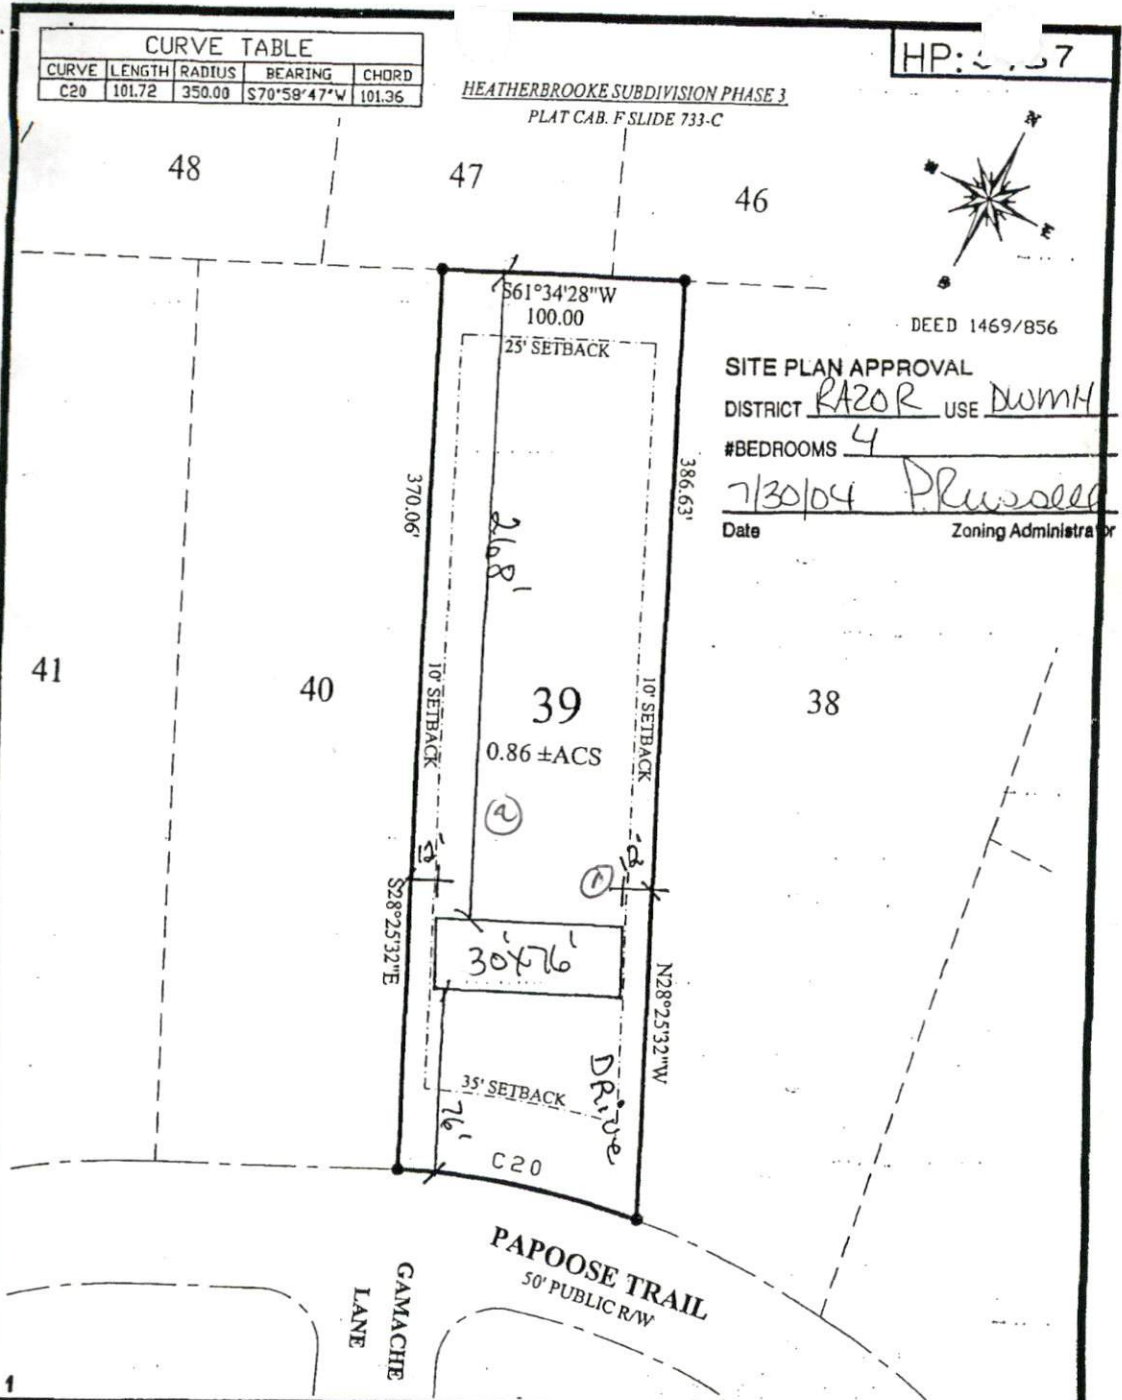 CURVE TABLE
CURVE LENGTH RADIUS BEARING CHORD
C20 101.72 350.00 S70°58'47"W 101.36
HP: 7
HEATHERBROOKE SUBDIVISION PHASE 3
PLAT CAB. F SLIDE 733-C
48
47
46
N
W
E
S
S61°34'28"W
100.00
25' SETBACK
DEED 1469/856
SITE PLAN APPROVAL
DISTRICT RA20R USE DWMH
#BEDROOMS 4
7/30/04
Date Zoning Administrator
370.06'
386.63'
268'
41
40
39
0.86 ±ACS
38
10' SETBACK
10' SETBACK
12'
12'
S28°25'32"E
30'x76'
N28°25'32"W
35' SETBACK
DRive
76'
C20
PAPOOSE TRAIL
50' PUBLIC R/W
GAMACHE
LANE
1